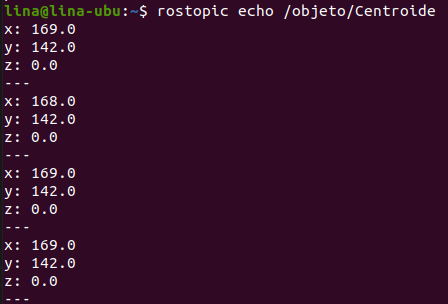 lina@lina-ubu:~$ rostopic echo /objeto/Centroide
x: 169.0
y: 142.0
z: 0.0
---
x: 168.0
y: 142.0
z: 0.0
---
x: 169.0
y: 142.0
z: 0.0
---
x: 169.0
y: 142.0
z: 0.0
---